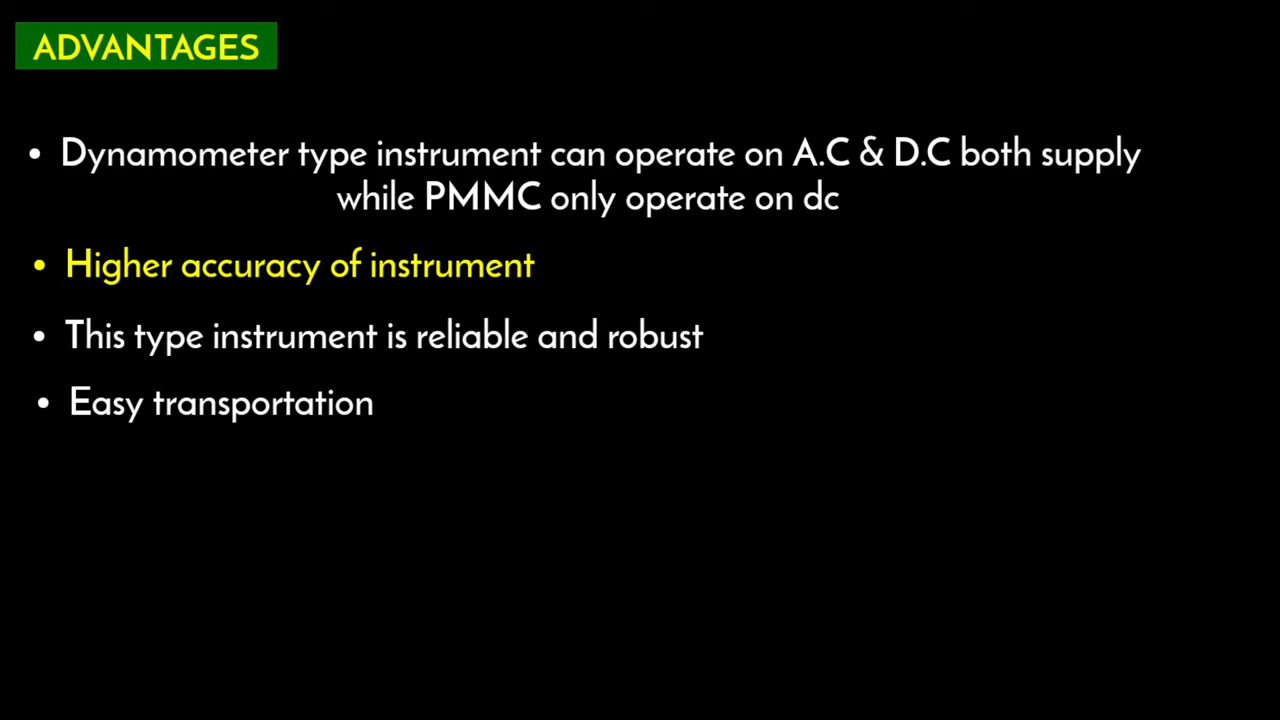 ADVANTAGES
• Dynamometer type instrument can operate on A.C & D.C both supply
while PMMC only operate on dc
• Higher accuracy of instrument
• This type instrument is reliable and robust
• Easy transportation